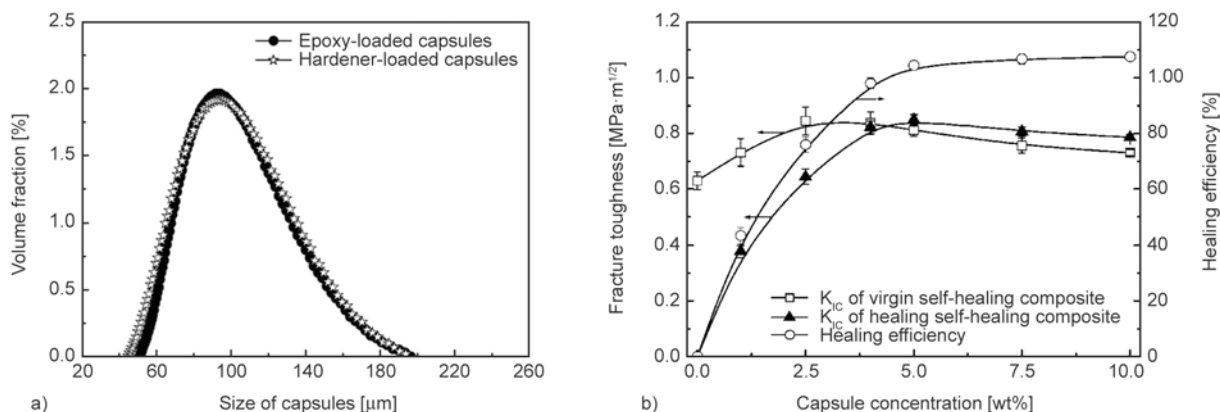 2.5
2.0
1.5
1.0
0.5
0.0
Volume fraction [%]
Epoxy-loaded capsules
Hardener-loaded capsules
20 60 100 140 180 220 260
Size of capsules [µm]
a)
1.2
1.0
0.8
0.6
0.4
0.2
0.0
Fracture toughness [MPa·m1/2]
K_IC of virgin self-healing composite
K_IC of healing self-healing composite
Healing efficiency
120
100
80
60
40
20
0
Healing efficiency [%]
0.0 2.5 5.0 7.5 10.0
Capsule concentration [wt%]
b)